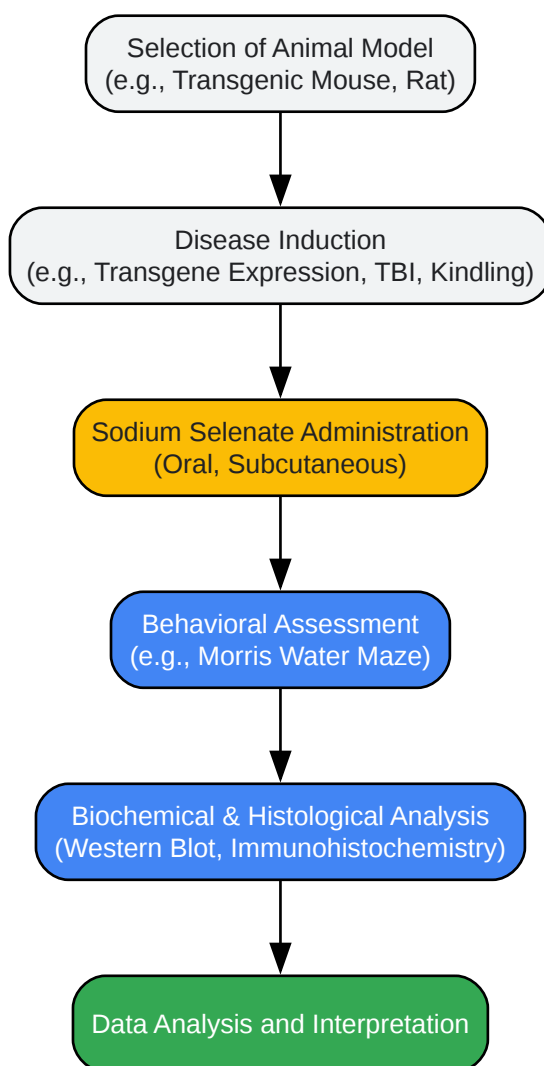 Selection of Animal Model
(e.g., Transgenic Mouse, Rat)
Disease Induction
(e.g., Transgene Expression, TBI, Kindling)
Sodium Selenate Administration
(Oral, Subcutaneous)
Behavioral Assessment
(e.g., Morris Water Maze)
Biochemical & Histological Analysis
(Western Blot, Immunohistochemistry)
Data Analysis and Interpretation